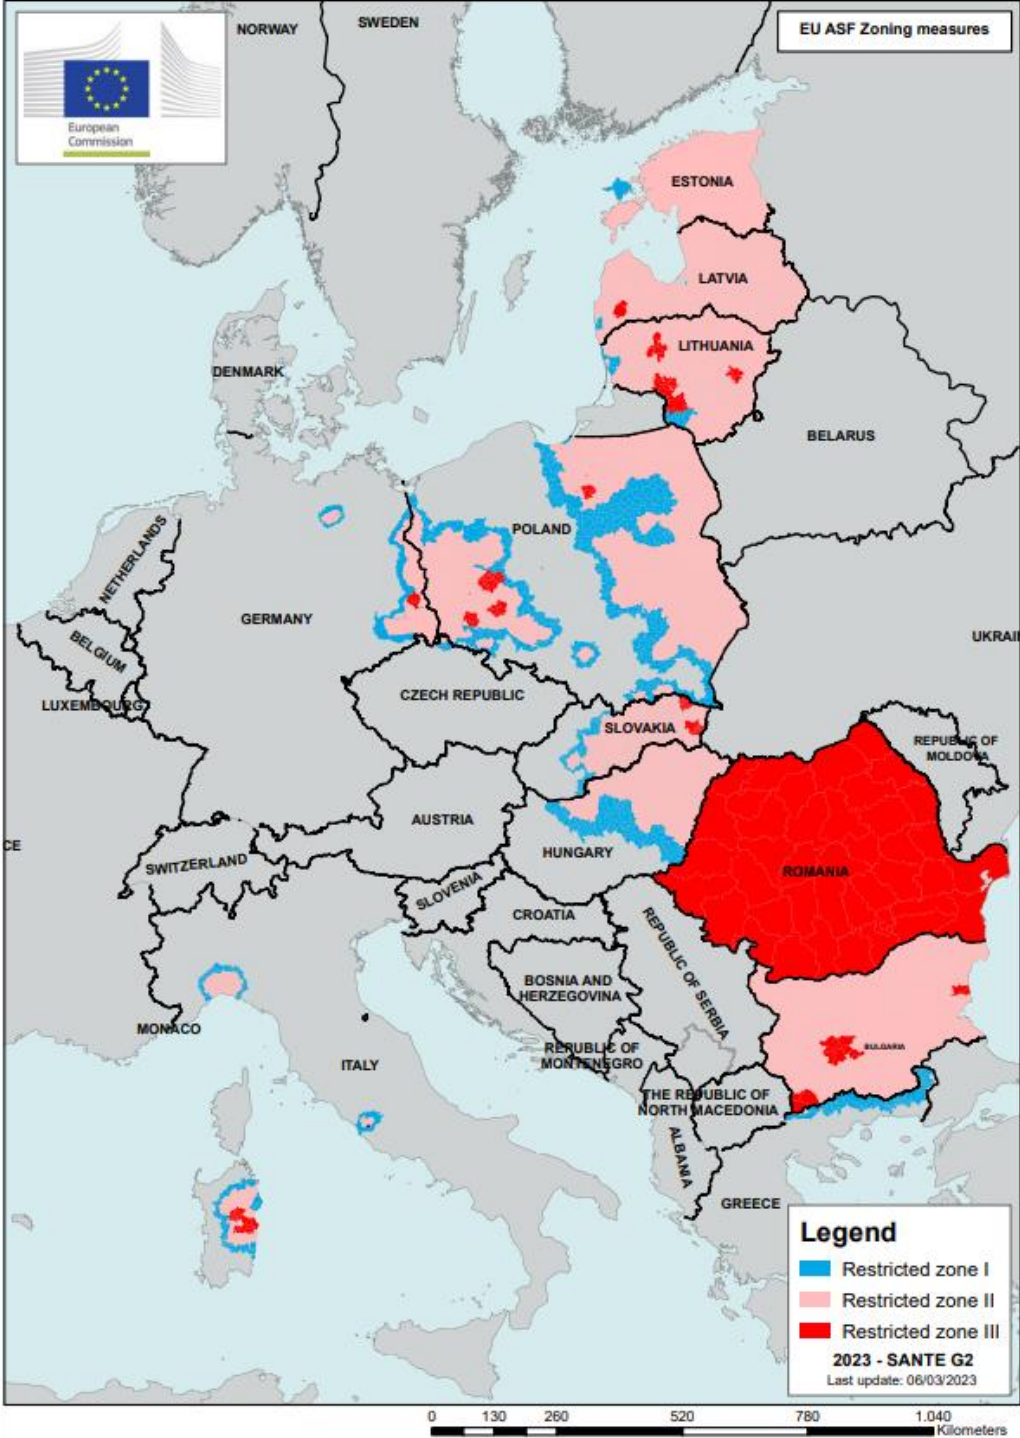 NORWAY
SWEDEN
EU ASF Zoning measures
European
Commission
ESTONIA
LATVIA
LITHUANIA
DENMARK
BELARUS
NETHERLANDS
POLAND
GERMANY
BELGIUM
UKRAI
LUXEMBOURG
CZECH REPUBLIC
SLOVAKIA
REPUBLIC OF
MOLDOVA
AUSTRIA
CE
HUNGARY
SWITZERLAND
ROMANIA
SLOVENIA
CROATIA
REPUBLIC OF SERBIA
BOSNIA AND
HERZEGOVINA
MONACO
BULGARIA
REPUBLIC OF
MONTENEGRO
ITALY
THE REPUBLIC OF
NORTH MACEDONIA
ALBANIA
GREECE
Legend
Restricted zone I
Restricted zone II
Restricted zone III
2023 - SANTE G2
Last update: 06/03/2023
0 130 260 520 780 1.040
Kilometers